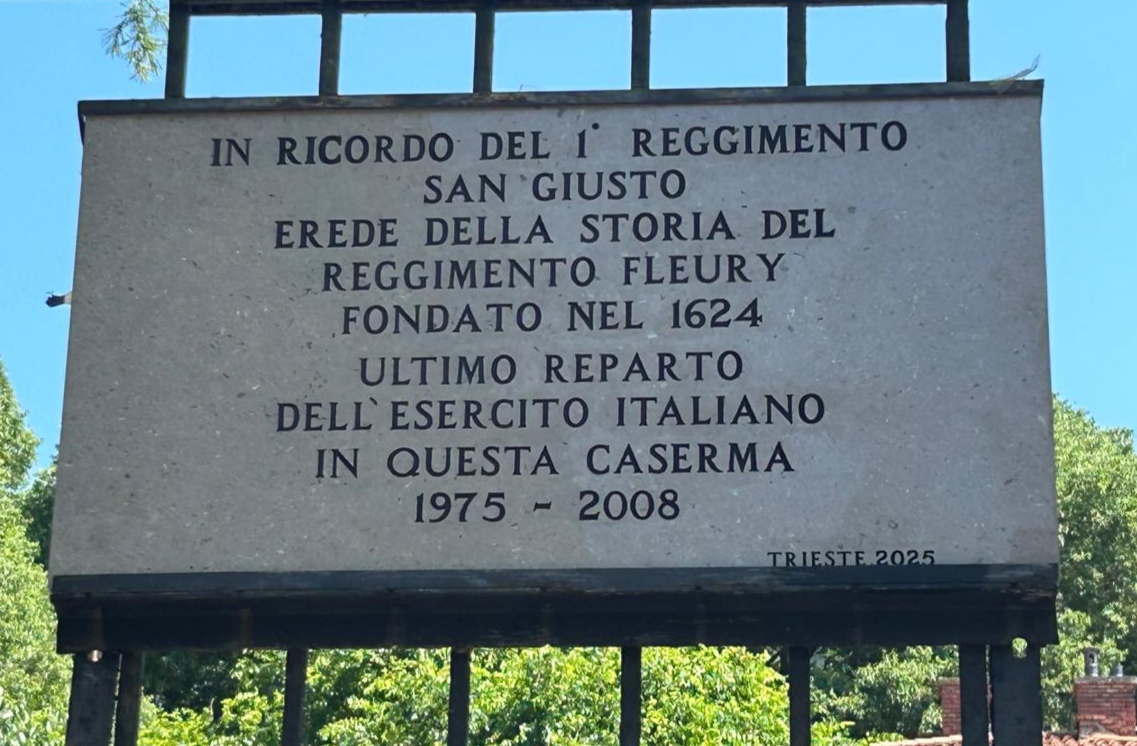 IN RICORDO DEL 1° REGGIMENTO
SAN GIUSTO
EREDE DELLA STORIA DEL
REGGIMENTO FLEURY
FONDATO NEL 1624
ULTIMO REPARTO
DELL`ESERCITO ITALIANO
IN QUESTA CASERMA
1975 - 2008
TRIESTE 2025